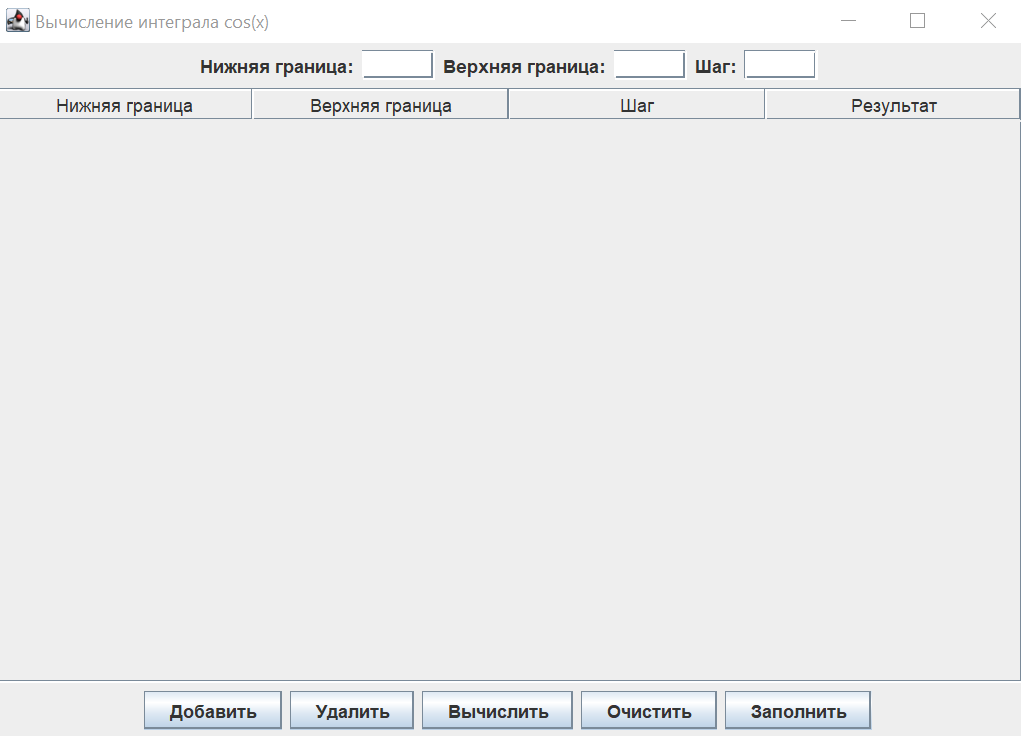 Вычисление интеграла cos(x)
Нижняя граница: Верхняя граница: Шаг:
Нижняя граница Верхняя граница Шаг Результат
Добавить Удалить Вычислить Очистить Заполнить